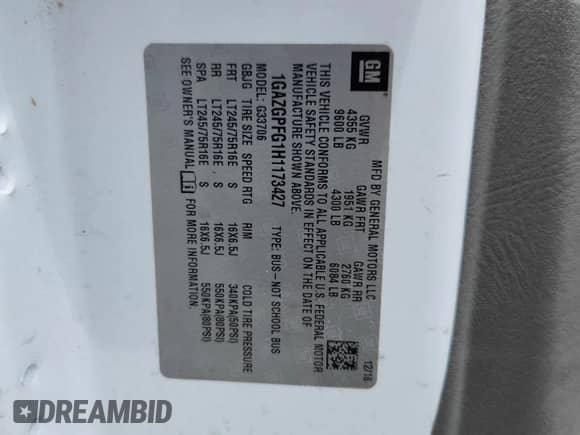 GM
MFD BY GENERAL MOTORS LLC 12/18
GVWR GAWR FRT GAWR RR
4355 KG 1951 KG 2760 KG
9600 LB 4300 LB 6084 LB
THIS VEHICLE CONFORMS TO ALL APPLICABLE U.S. FEDERAL MOTOR
VEHICLE SAFETY STANDARDS IN EFFECT ON THE DATE OF
MANUFACTURE SHOWN ABOVE.
1GAZGPFG1H1173427 TYPE: BUS-NOT SCHOOL BUS
MODEL: G33706
GBJG TIRE SIZE SPEED RTG RIM COLD TIRE PRESSURE
FRT LT245/75R16E S 16X6.5J 340KPA(50PSI)
RR LT245/75R16E S 16X6.5J 550KPA(80PSI)
SPA LT245/75R16E S 16X6.5J 550KPA(80PSI)
SEE OWNER'S MANUAL FOR MORE INFORMATION.
DREAMBID